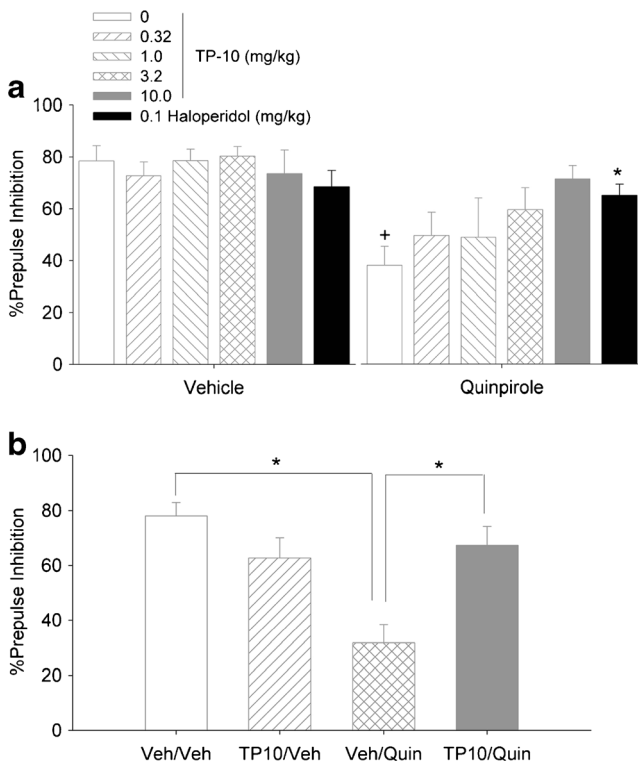 0
0.32
1.0
TP-10 (mg/kg)
3.2
10.0
0.1 Haloperidol (mg/kg)
a
100
80
60
40
20
0
%Prepulse Inhibition
+
*
Vehicle
Quinpirole
b
100
80
60
40
20
0
%Prepulse Inhibition
*
*
Veh/Veh TP10/Veh Veh/Quin TP10/Quin